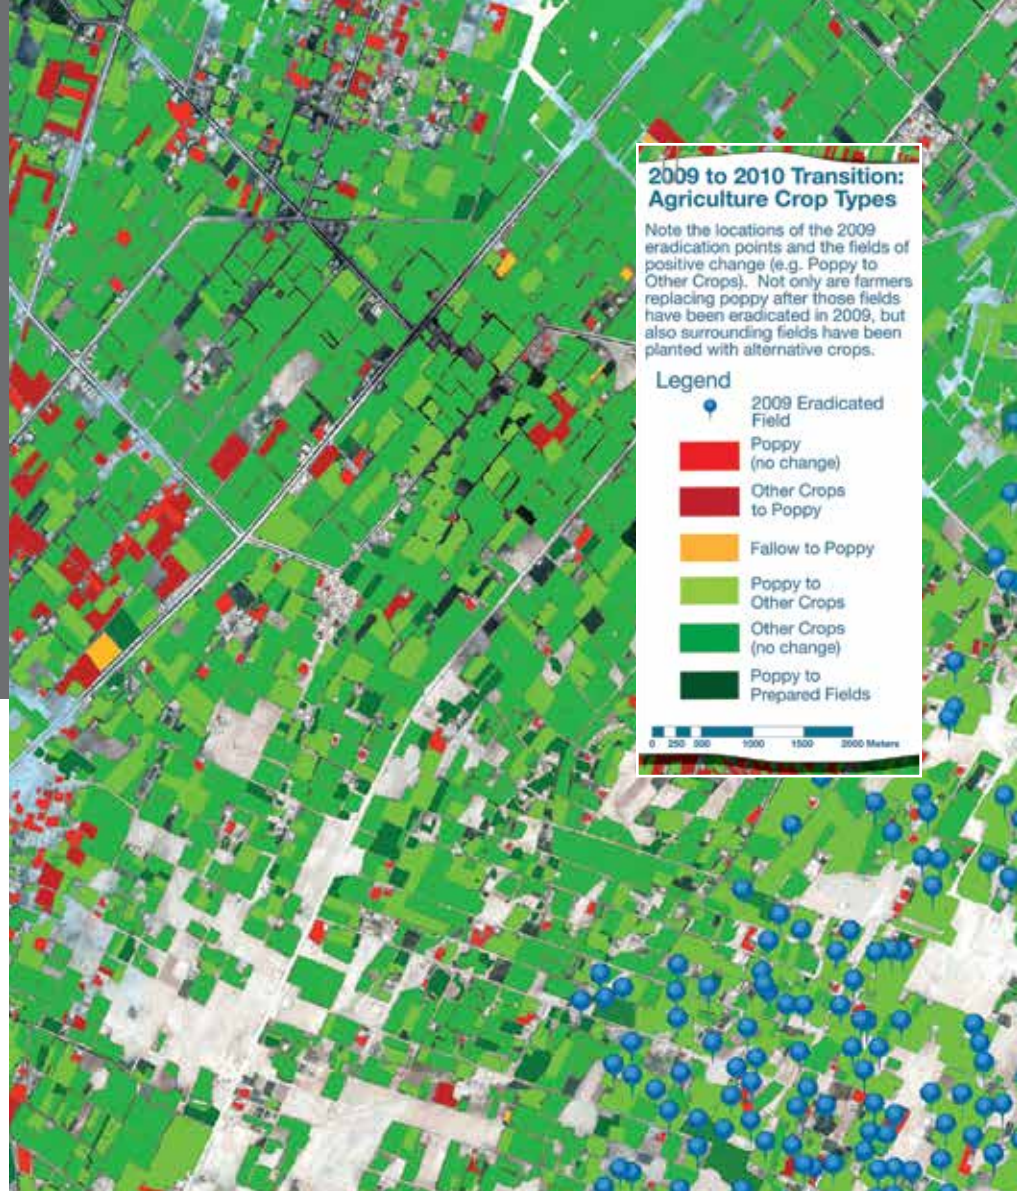 2009 to 2010 Transition:
Agriculture Crop Types
Note the locations of the 2009
eradication points and the fields of
positive change (e.g. Poppy to
Other Crops). Not only are farmers
replacing poppy after those fields
have been eradicated in 2009, but
also surrounding fields have been
planted with alternative crops.
Legend
2009 Eradicated
Field
Poppy
(no change)
Other Crops
to Poppy
Fallow to Poppy
Poppy to
Other Crops
Other Crops
(no change)
Poppy to
Prepared Fields
0 250 500 1000 1500 2000 Meters